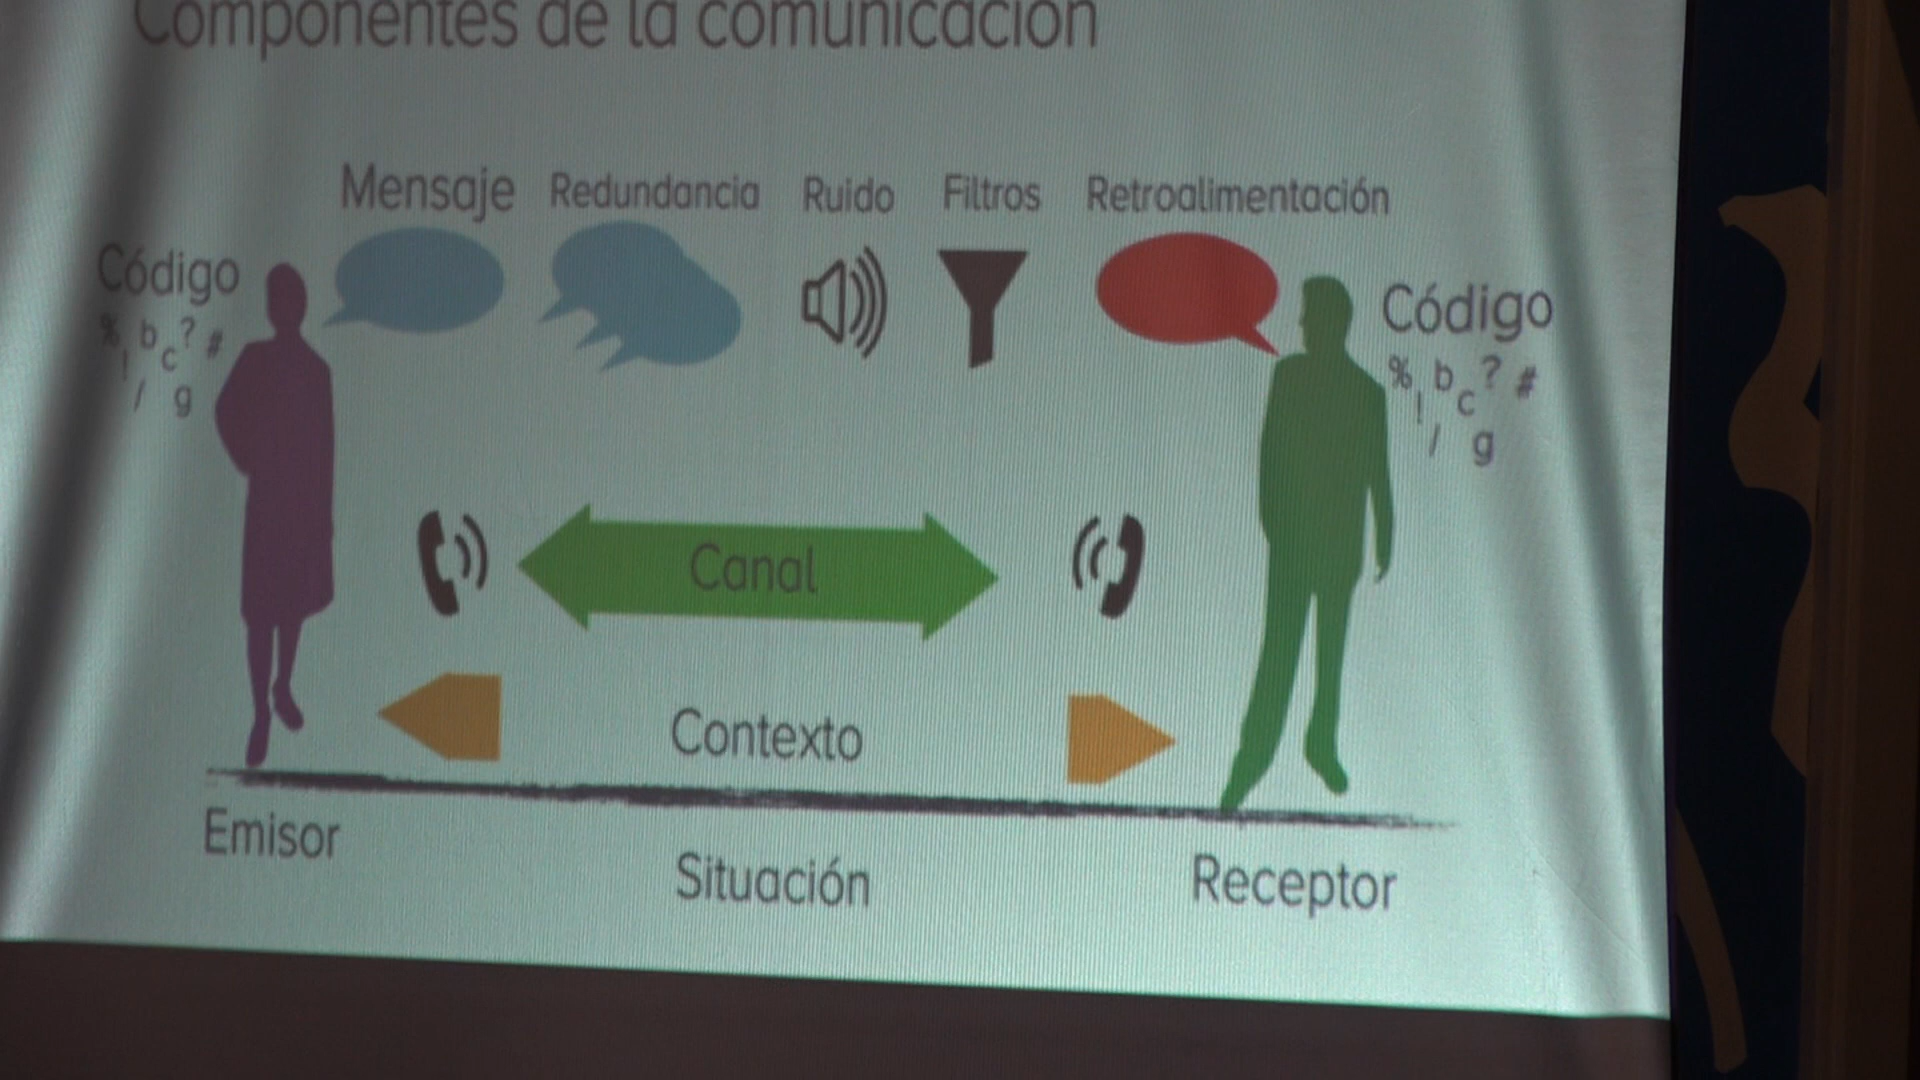 Componentes de la comunicación
Mensaje Redundancia Ruido Filtros Retroalimentación
Código
% b ? #
! c
/ g
Código
% b ? #
! c
/ g
Canal
Contexto
Emisor
Situación
Receptor